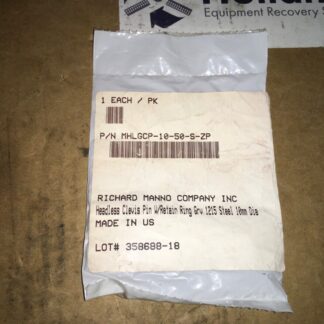 Equipment Recovery
1 EACH / PK
P/N MHLGCP-10-50-S-ZP
RICHARD MANNO COMPANY INC
Headless Clevis Pin W/Retain Ring Grv. 1215 Steel 10mm Dia
MADE IN US
LOT# 358688-18